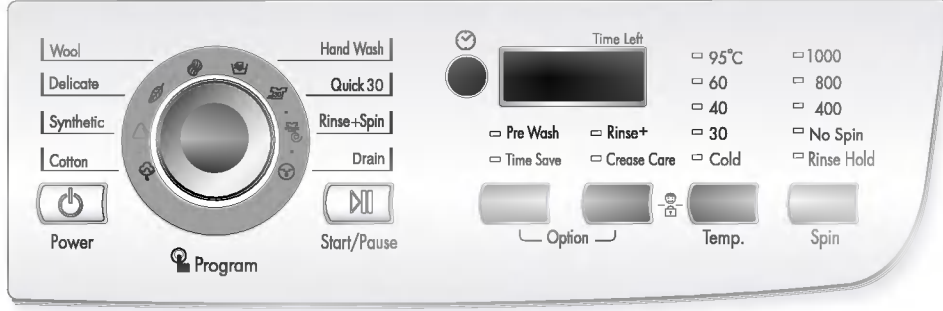 Wool
Delicate
Synthetic
Cotton
Hand Wash
Quick 30
Rinse+Spin
Drain
Power
Program
Start/Pause
Time Left
Pre Wash
Rinse+
Time Save
Crease Care
Option
95°C
60
40
30
Cold
Temp.
1000
800
400
No Spin
Rinse Hold
Spin